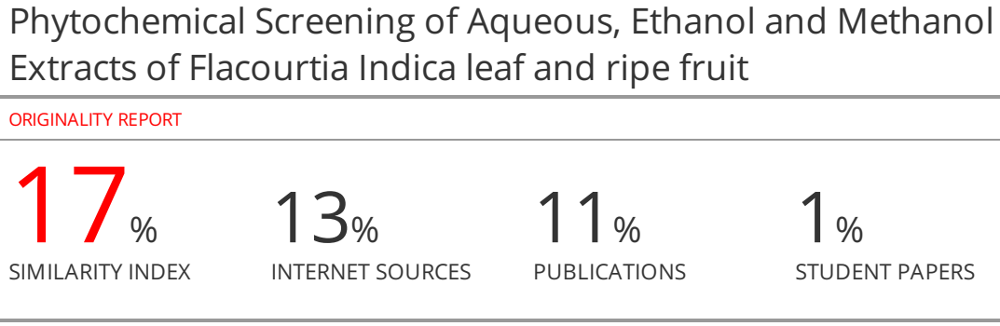 Phytochemical Screening of Aqueous, Ethanol and Methanol
Extracts of Flacourtia Indica leaf and ripe fruit
ORIGINALITY REPORT
17% 13% 11% 1%
SIMILARITY INDEX INTERNET SOURCES PUBLICATIONS STUDENT PAPERS